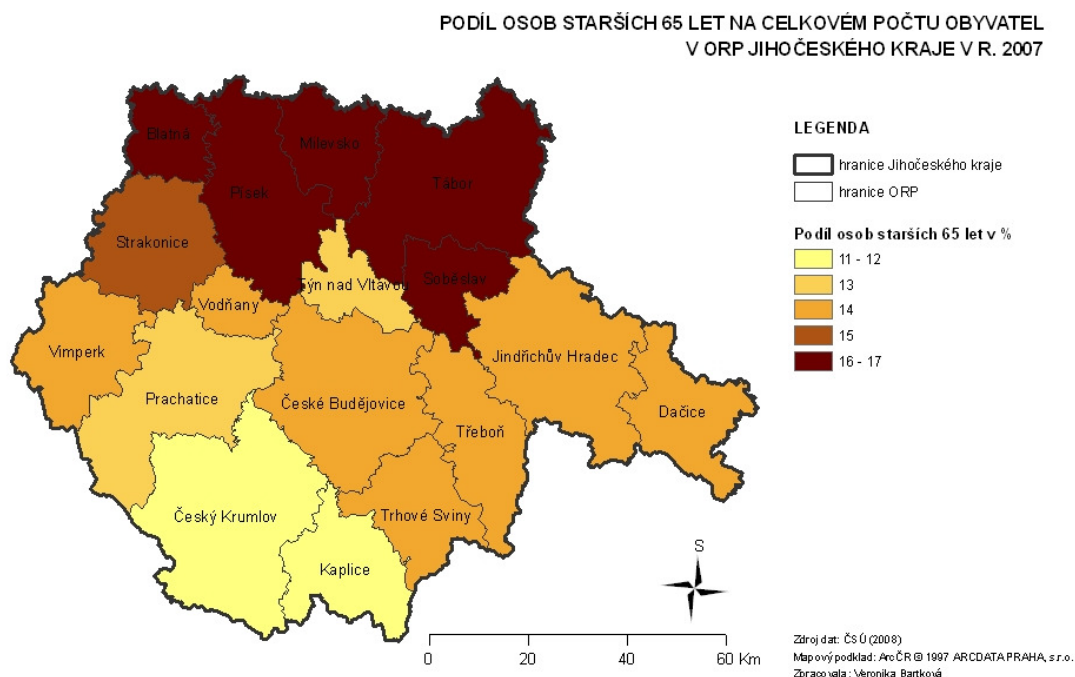 PODÍL OSOB STARŠÍCH 65 LET NA CELKOVÉM POČTU OBYVATEL
V ORP JIHOČESKÉHO KRAJE V R. 2007
LEGENDA
hranice Jihočeského kraje
hranice ORP
Podíl osob starších 65 let v %
11 - 12
13
14
15
16 - 17
Blatná
Milevsko
Písek
Tábor
Strakonice
Soběslav
Týn nad Vltavou
Vodňany
Vimperk
Jindřichův Hradec
Prachatice
České Budějovice
Dačice
Třeboň
Český Krumlov
Trhové Sviny
Kaplice
S
0 20 40 60 Km
Zdroj dat: ČSÚ (2008)
Mapový podklad: ArcČR ® 1997 ARCDATA PRAHA, s.r.o.
Zpracovala: Veronika Bartková